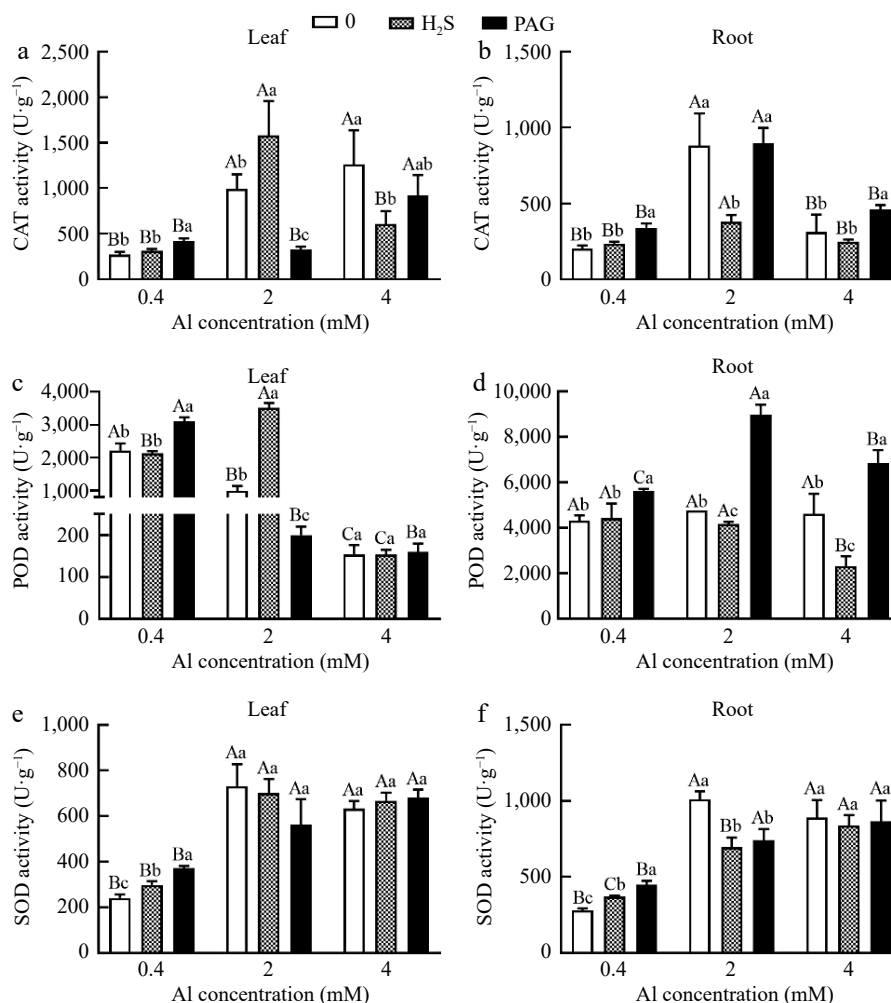 0 H₂S PAG
a Leaf
CAT activity (U·g⁻¹)
2,500
2,000
1,500
1,000
500
0
Bb Bb Ba Ab Aa Bc Aa Bb Aab
0.4 2 4
Al concentration (mM)
b Root
CAT activity (U·g⁻¹)
1,500
1,000
500
0
Bb Bb Ba Aa Ab Aa Bb Bb Ba
0.4 2 4
Al concentration (mM)
c Leaf
POD activity (U·g⁻¹)
4,000
3,000
2,000
1,000
200
100
0
Ab Bb Aa Bb Aa Bc Ca Ca Ba
0.4 2 4
Al concentration (mM)
d Root
POD activity (U·g⁻¹)
10,000
8,000
6,000
4,000
2,000
0
Ab Ab Ca Ab Ac Aa Ab Bc Ba
0.4 2 4
Al concentration (mM)
e Leaf
SOD activity (U·g⁻¹)
1,000
800
600
400
200
0
Bc Bb Ba Aa Aa Aa Aa Aa Aa
0.4 2 4
Al concentration (mM)
f Root
SOD activity (U·g⁻¹)
1,500
1,000
500
0
Bc Cb Ba Aa Bb Ab Aa Aa Aa
0.4 2 4
Al concentration (mM)